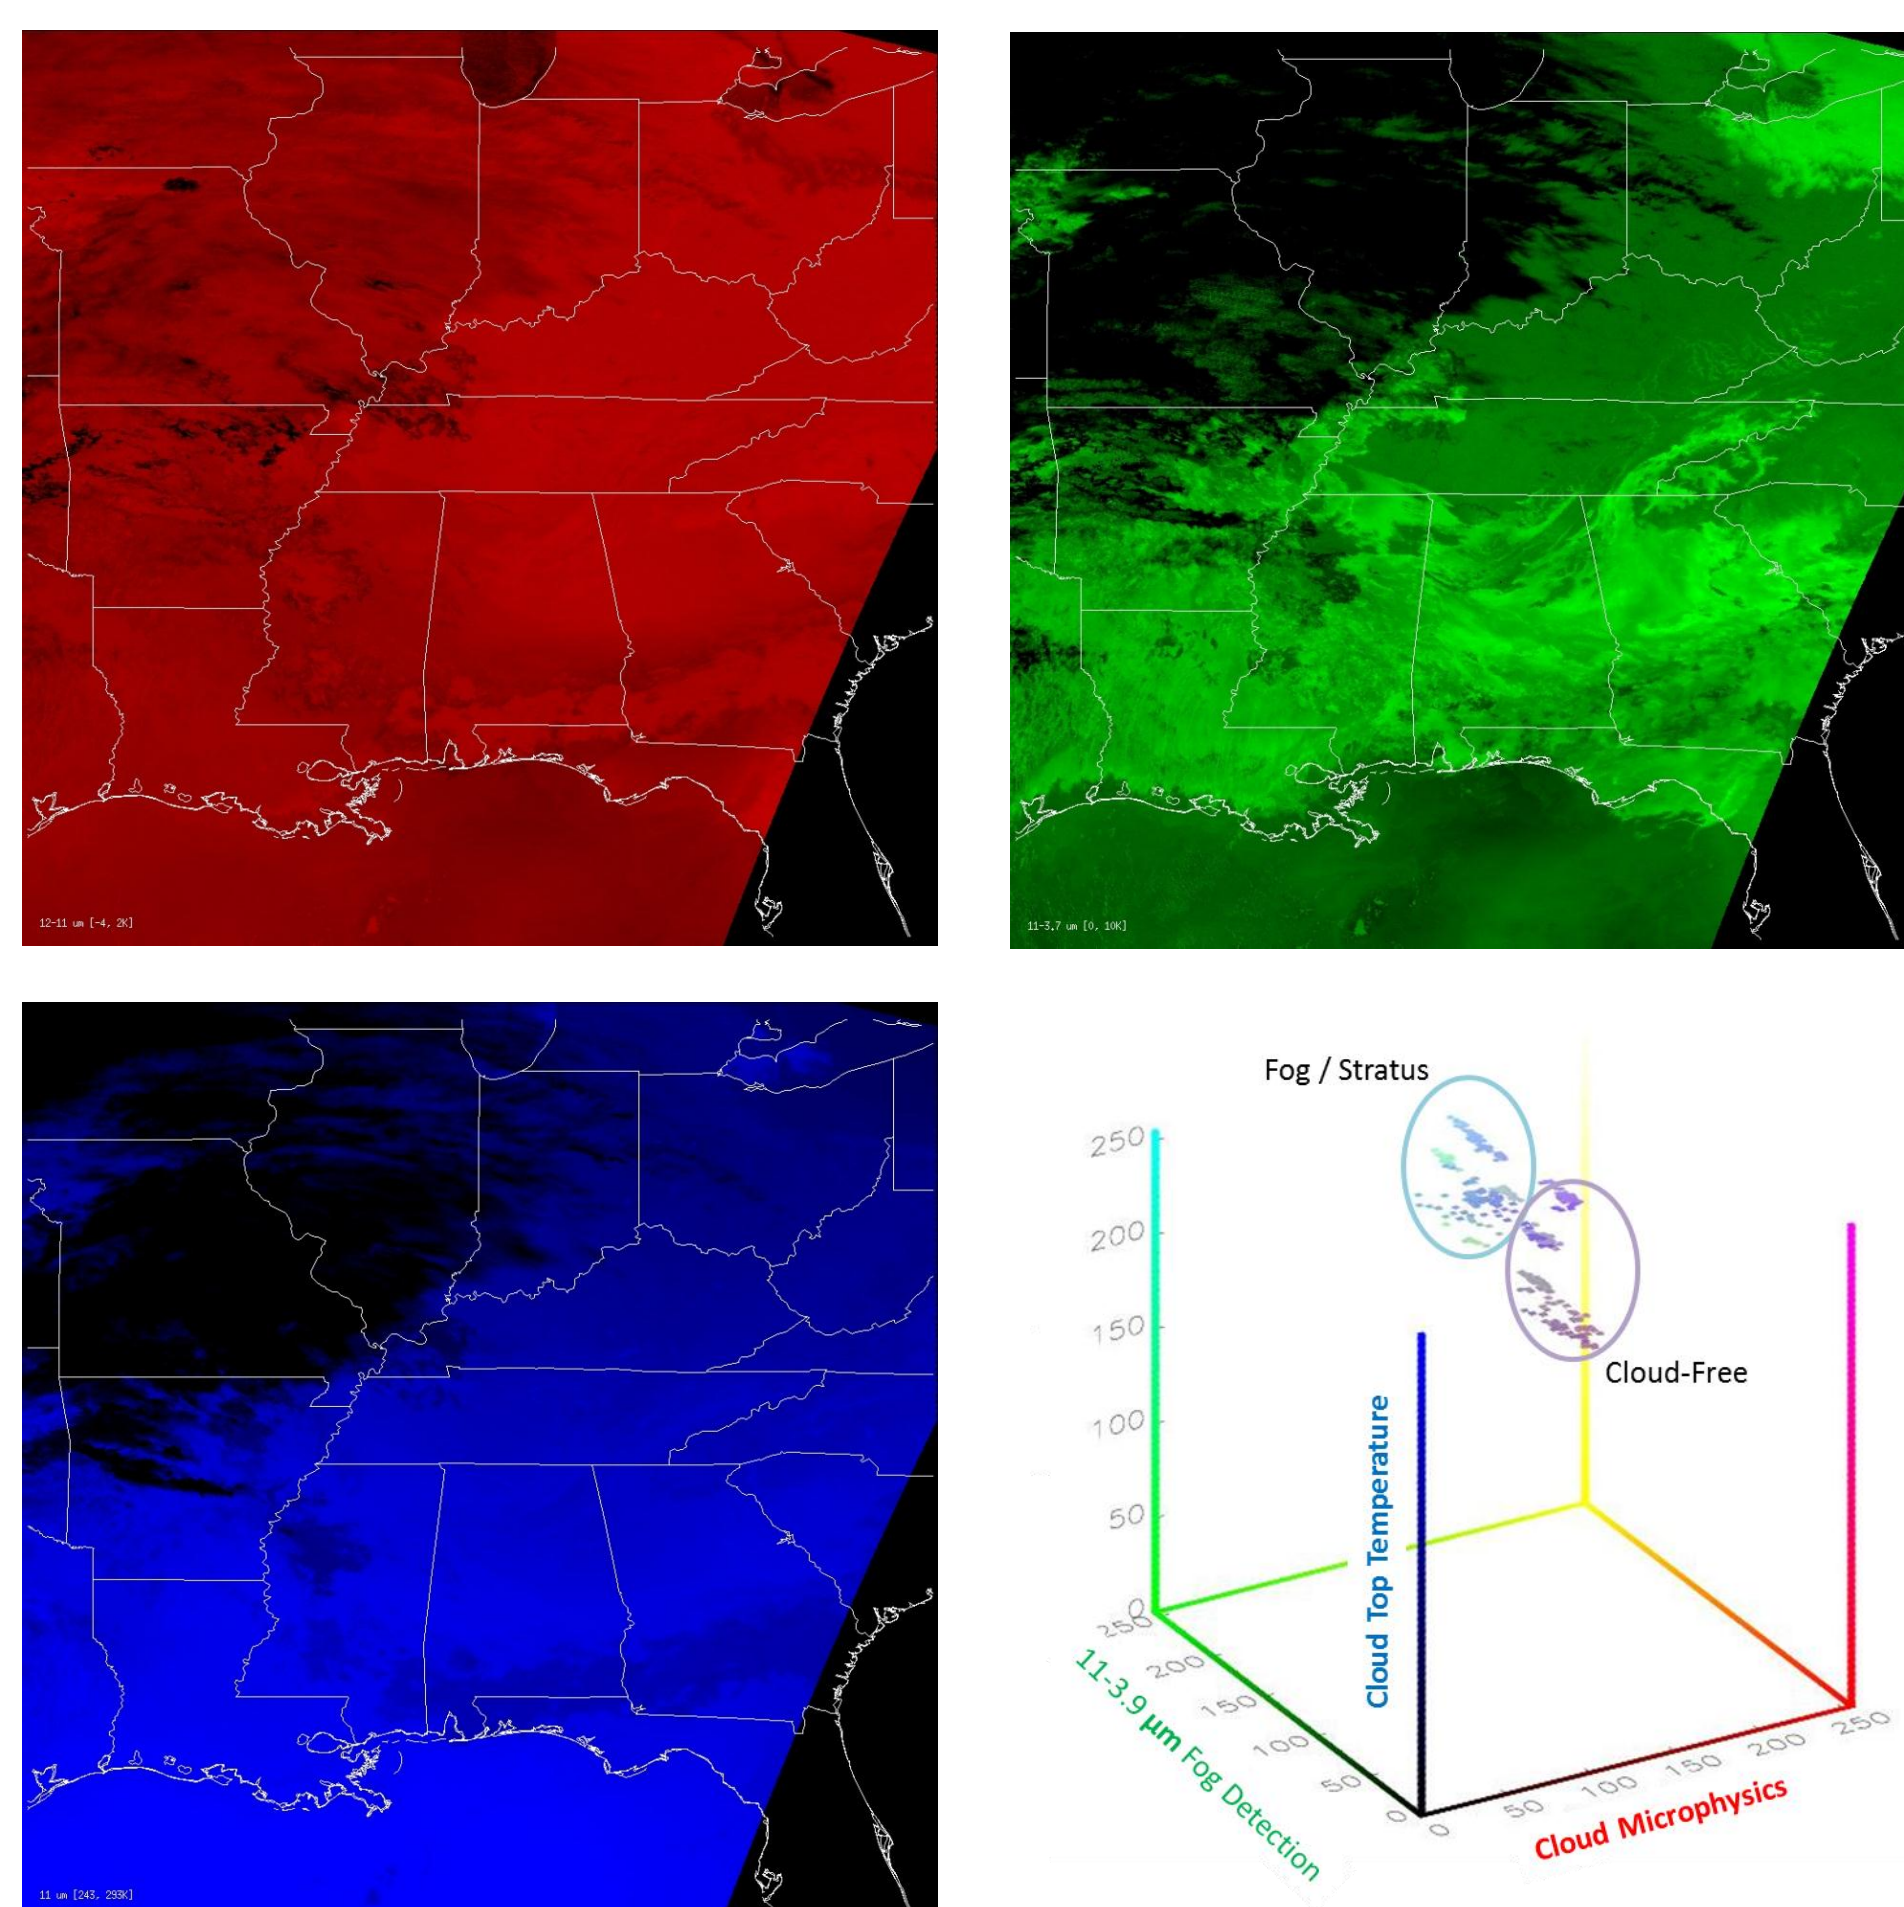 12-11 um [-4, 2K]
11-3.7 um [0, 10K]
11 um [243, 293K]
Fog / Stratus
Cloud-Free
250
200
150
100
50
0
Cloud Top Temperature
250
200
150
100
50
0
11-3.9 µm Fog Detection
0
50
100
150
200
250
Cloud Microphysics